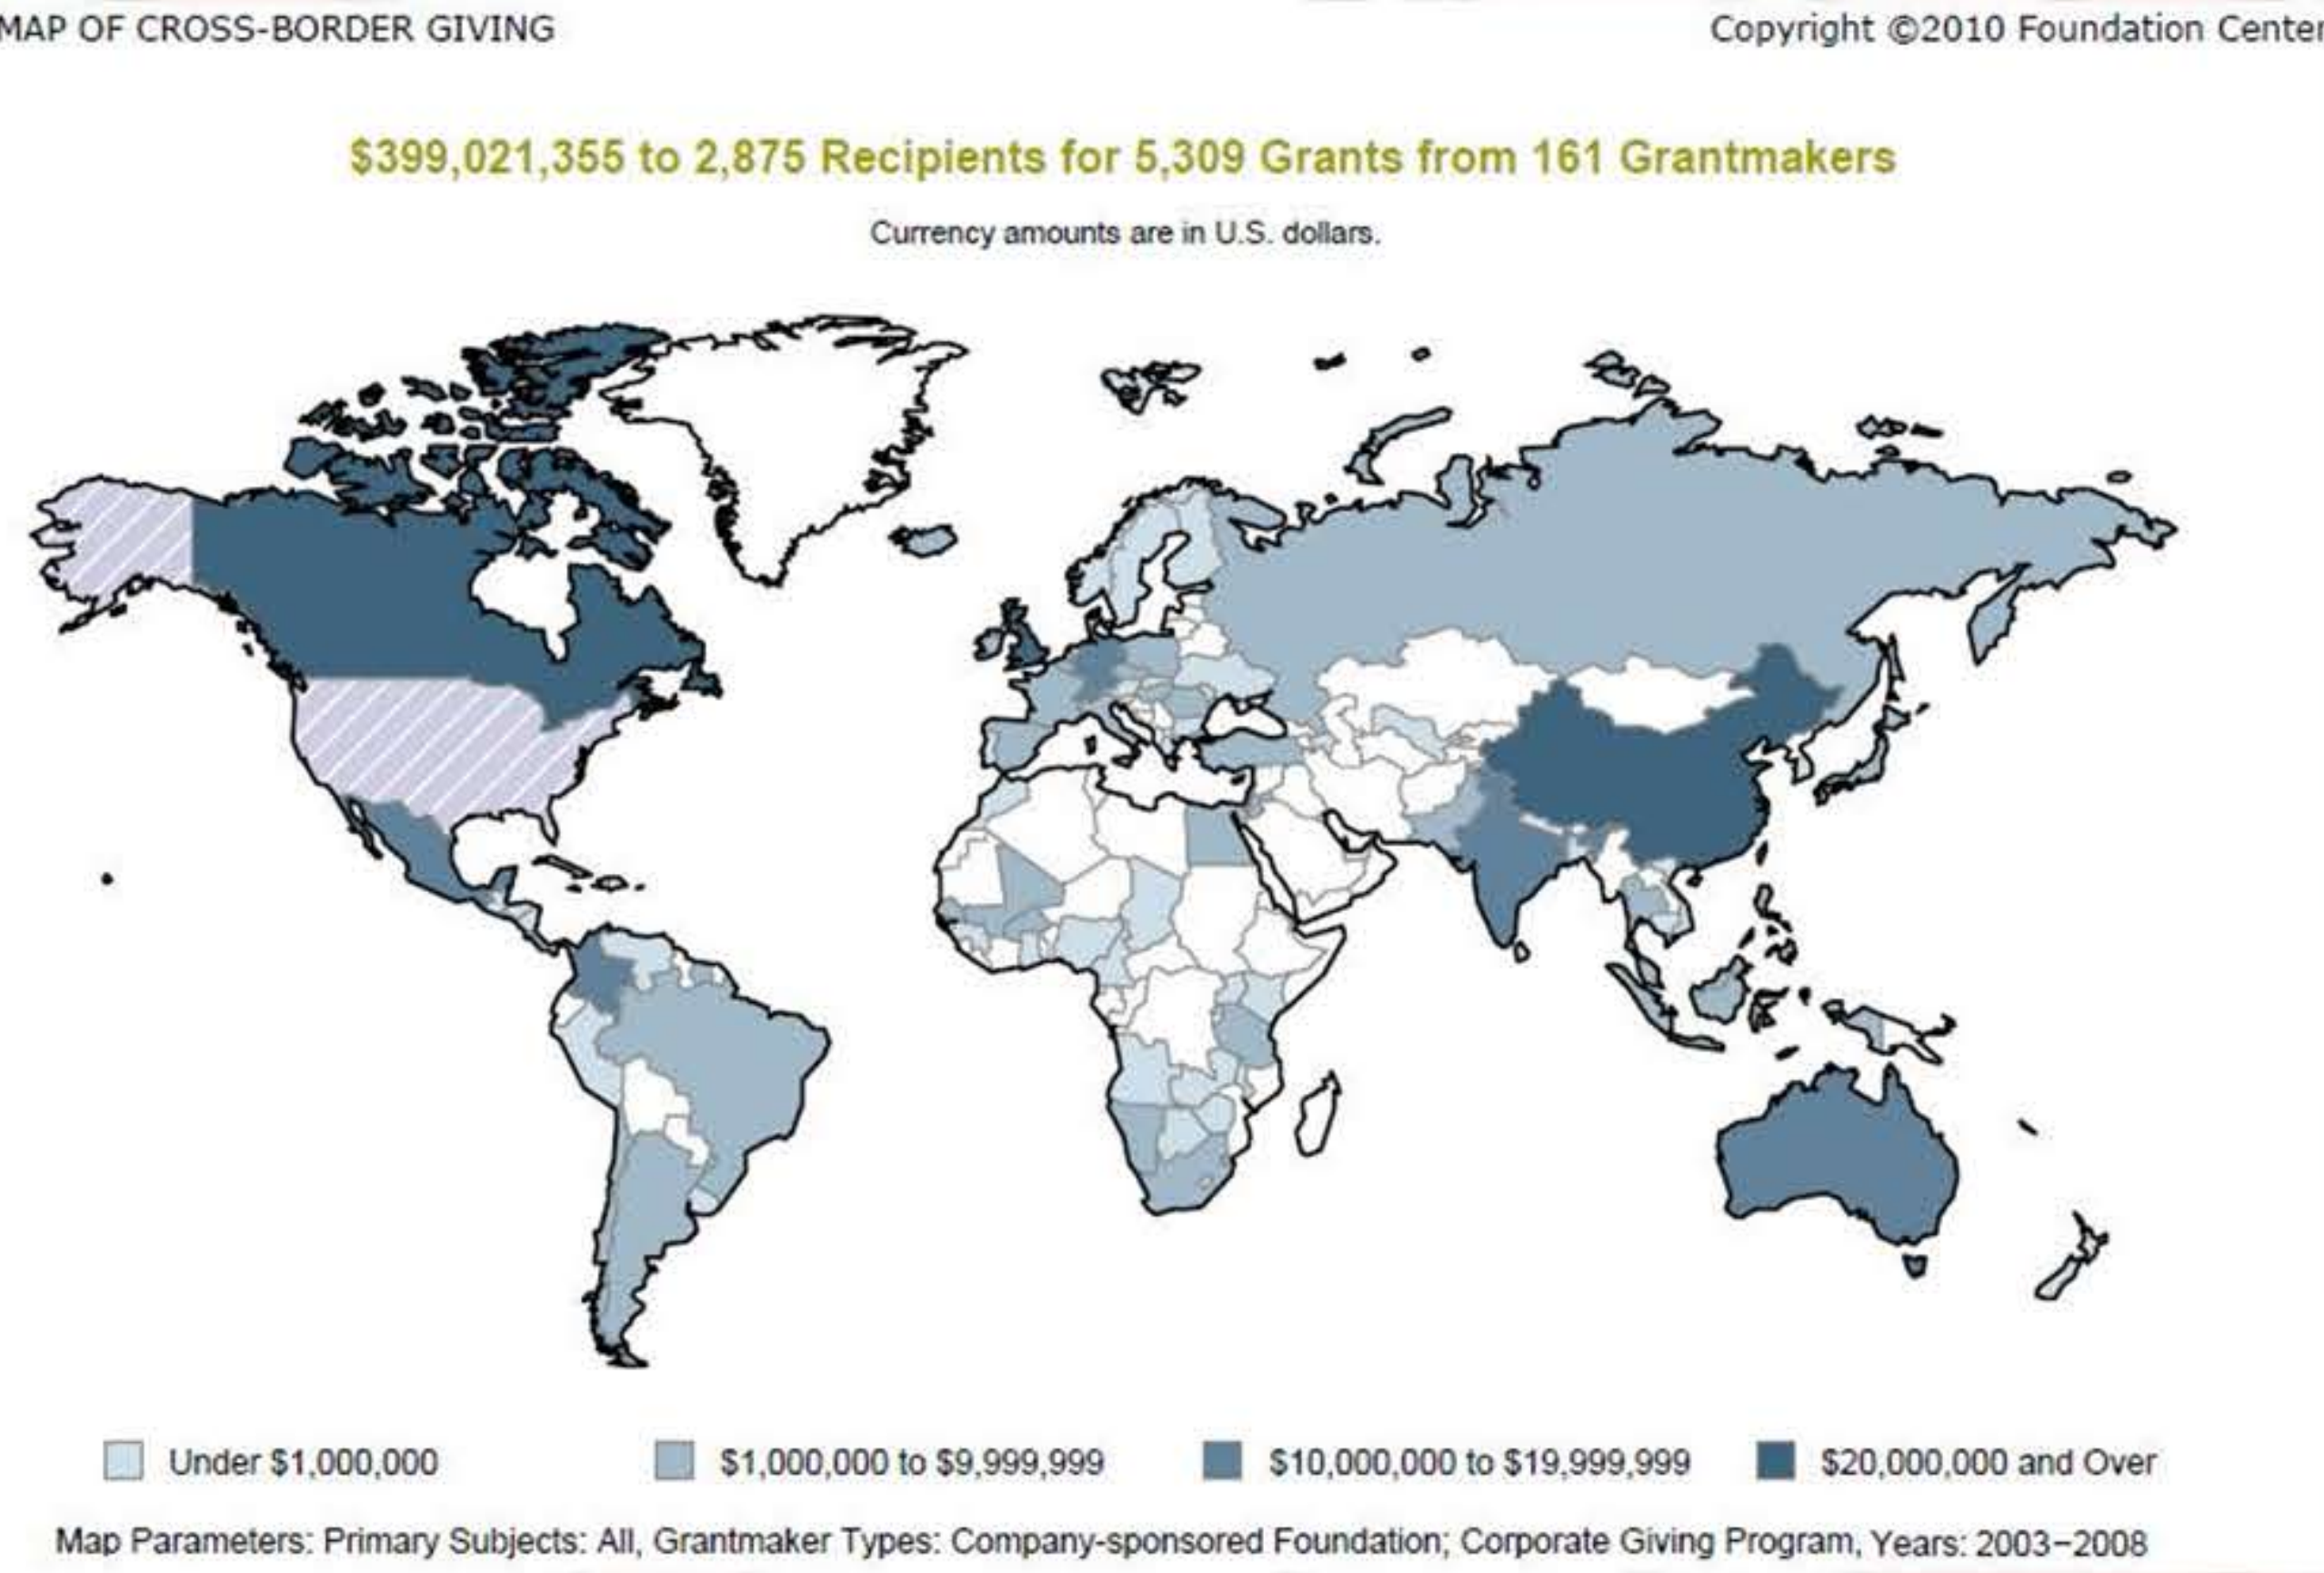 MAP OF CROSS-BORDER GIVING
Copyright ©2010 Foundation Center
$399,021,355 to 2,875 Recipients for 5,309 Grants from 161 Grantmakers
Currency amounts are in U.S. dollars.
Under $1,000,000
$1,000,000 to $9,999,999
$10,000,000 to $19,999,999
$20,000,000 and Over
Map Parameters: Primary Subjects: All, Grantmaker Types: Company-sponsored Foundation; Corporate Giving Program, Years: 2003–2008